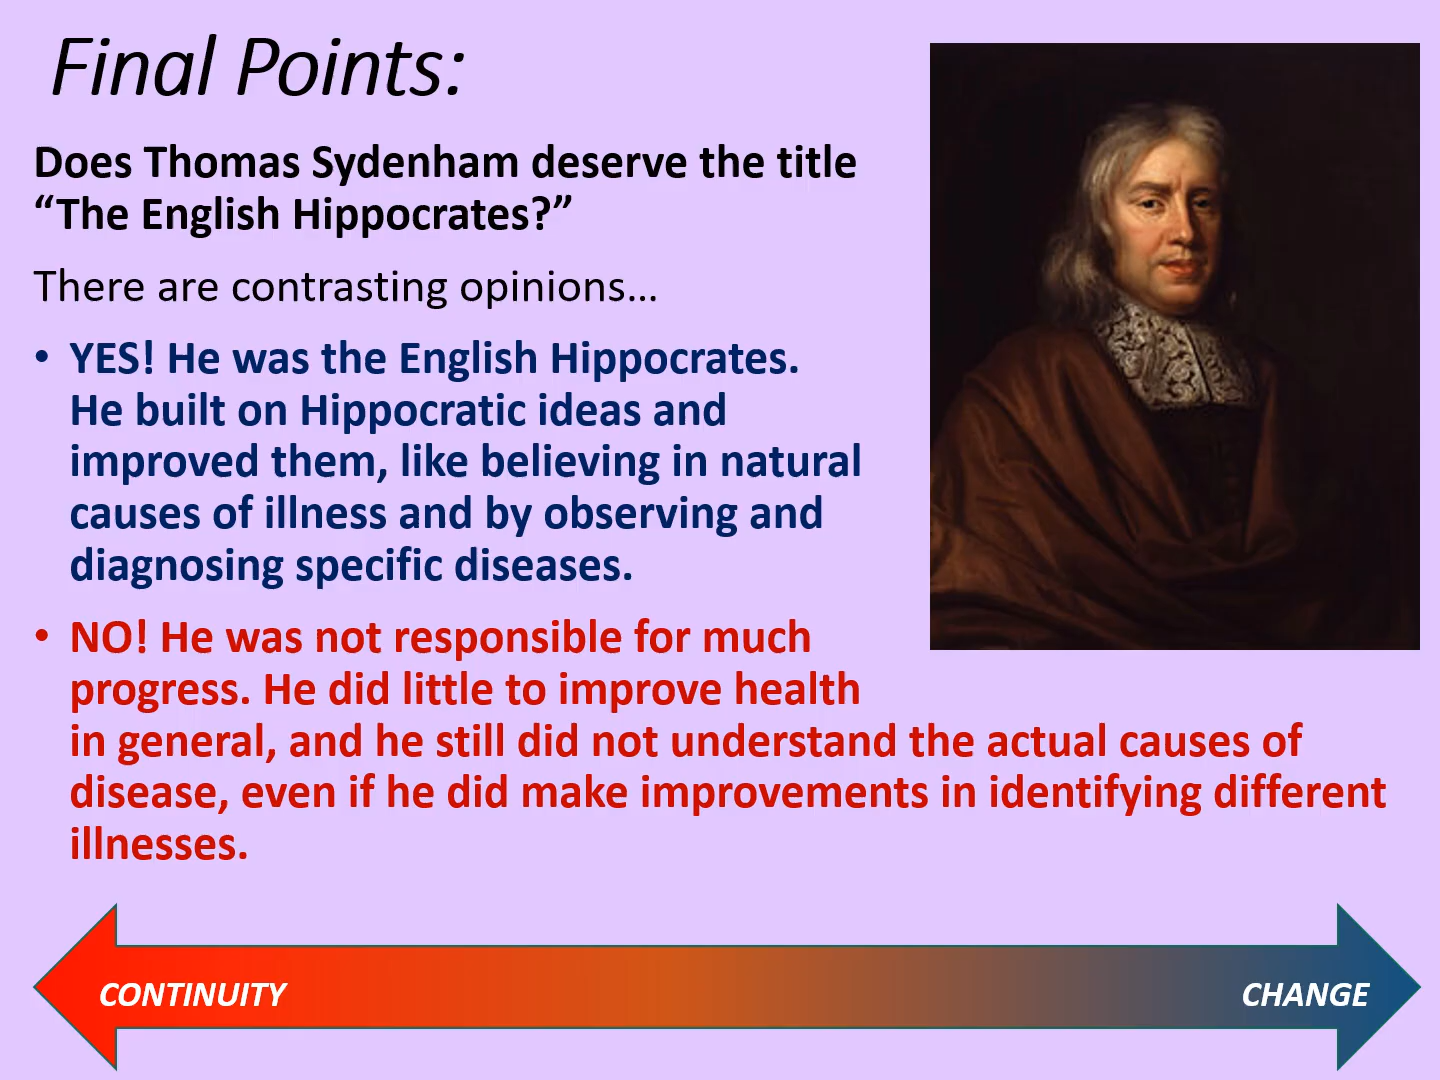 Final Points:
Does Thomas Sydenham deserve the title
“The English Hippocrates?”
There are contrasting opinions…
• YES! He was the English Hippocrates.
He built on Hippocratic ideas and
improved them, like believing in natural
causes of illness and by observing and
diagnosing specific diseases.
• NO! He was not responsible for much
progress. He did little to improve health
in general, and he still did not understand the actual causes of
disease, even if he did make improvements in identifying different
illnesses.
CONTINUITY
CHANGE